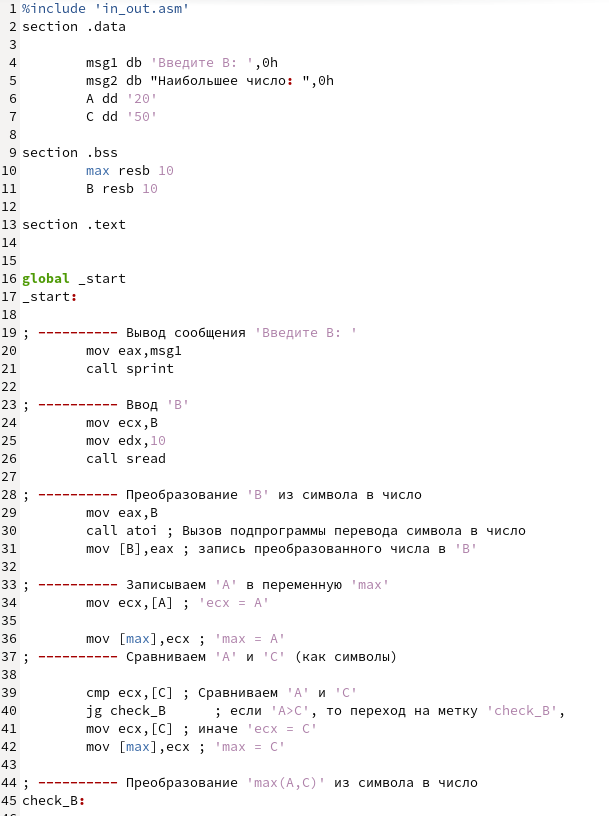 1 %include 'in_out.asm'
2 section .data
3
4 msg1 db 'Введите B: ',0h
5 msg2 db "Наибольшее число: ",0h
6 A dd '20'
7 C dd '50'
8
9 section .bss
10 max resb 10
11 B resb 10
12
13 section .text
14
15
16 global _start
17 _start:
18
19 ; ---------- Вывод сообщения 'Введите B: '
20 mov eax,msg1
21 call sprint
22
23 ; ---------- Ввод 'B'
24 mov ecx,B
25 mov edx,10
26 call sread
27
28 ; ---------- Преобразование 'B' из символа в число
29 mov eax,B
30 call atoi ; Вызов подпрограммы перевода символа в число
31 mov [B],eax ; запись преобразованного числа в 'B'
32
33 ; ---------- Записываем 'A' в переменную 'max'
34 mov ecx,[A] ; 'ecx = A'
35
36 mov [max],ecx ; 'max = A'
37 ; ---------- Сравниваем 'A' и 'C' (как символы)
38
39 cmp ecx,[C] ; Сравниваем 'A' и 'C'
40 jg check_B ; если 'A>C', то переход на метку 'check_B',
41 mov ecx,[C] ; иначе 'ecx = C'
42 mov [max],ecx ; 'max = C'
43
44 ; ---------- Преобразование 'max(A,C)' из символа в число
45 check_B: